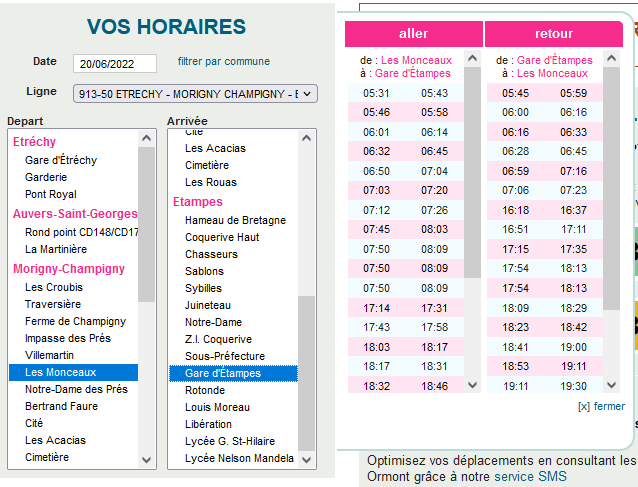 VOS HORAIRES
Date 20/06/2022 filtrer par commune
Ligne 913-50 ETRECHY - MORIGNY CHAMPIGNY - E
Depart
Etréchy
Gare d'Étréchy
Garderie
Pont Royal
Auvers-Saint-Georges
Rond point CD148/CD17
La Martinière
Morigny-Champigny
Les Croubis
Traversière
Ferme de Champigny
Impasse des Prés
Villemartin
Les Monceaux
Notre-Dame des Prés
Bertrand Faure
Cité
Les Acacias
Cimetière
Arrivée
Cité
Les Acacias
Cimetière
Les Rouas
Etampes
Hameau de Bretagne
Coquerive Haut
Chasseurs
Sablons
Sybilles
Juineteau
Notre-Dame
Z.I. Coquerive
Sous-Préfecture
Gare d'Étampes
Rotonde
Louis Moreau
Libération
Lycée G. St-Hilaire
Lycée Nelson Mandela
aller
de : Les Monceaux
à : Gare d'Étampes
05:31 05:43
05:46 05:58
06:01 06:14
06:32 06:45
06:50 07:04
07:03 07:20
07:12 07:26
07:45 08:03
07:50 08:09
07:50 08:09
07:50 08:09
17:14 17:31
17:43 17:58
18:03 18:17
18:17 18:31
18:32 18:46
retour
de : Gare d'Étampes
à : Les Monceaux
05:45 05:59
06:00 06:16
06:16 06:33
06:28 06:45
06:59 07:16
07:06 07:23
16:18 16:37
16:51 17:11
17:15 17:35
17:54 18:13
17:54 18:13
18:09 18:29
18:23 18:42
18:41 19:00
18:53 19:11
19:11 19:30
[x] fermer
Optimisez vos déplacements en consultant les
Ormont grâce à notre service SMS